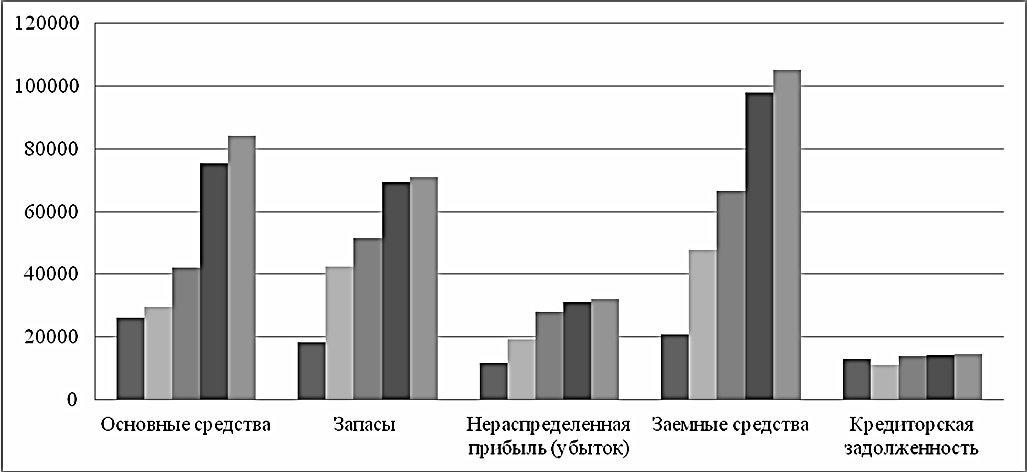 120000
100000
80000
60000
40000
20000
0
Основные средства
Запасы
Нераспределенная
прибыль (убыток)
Заемные средства
Кредиторская
задолженность